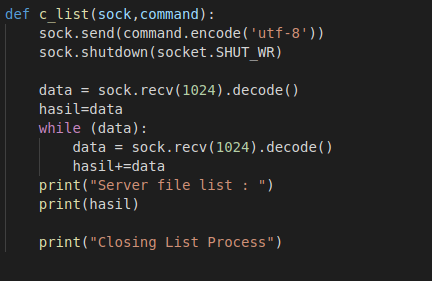 def c_list(sock,command):
    sock.send(command.encode('utf-8'))
    sock.shutdown(socket.SHUT_WR)

    data = sock.recv(1024).decode()
    hasil=data
    while (data):
        data = sock.recv(1024).decode()
        hasil+=data
    print("Server file list : ")
    print(hasil)

    print("Closing List Process")